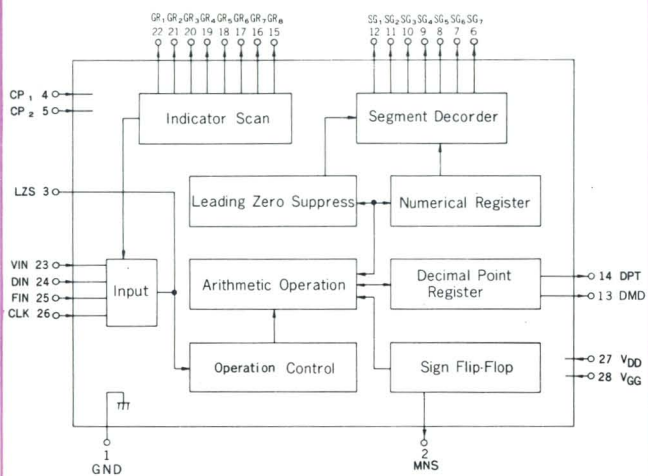 GR₁ GR₂ GR₃ GR₄ GR₅ GR₆ GR₇ GR₈
22 21 20 19 18 17 16 15
SG₁ SG₂ SG₃ SG₄ SG₅ SG₆ SG₇
12 11 10 9 8 7 6
CP₁ 4
CP₂ 5
Indicator Scan
Segment Decorder
LZS 3
Leading Zero Suppress
Numerical Register
VIN 23
DIN 24
FIN 25
CLK 26
Input
Arithmetic Operation
Decimal Point
Register
14 DPT
13 DMD
Operation Control
Sign Flip-Flop
27 V_DD
28 V_GG
1
GND
2
MNS